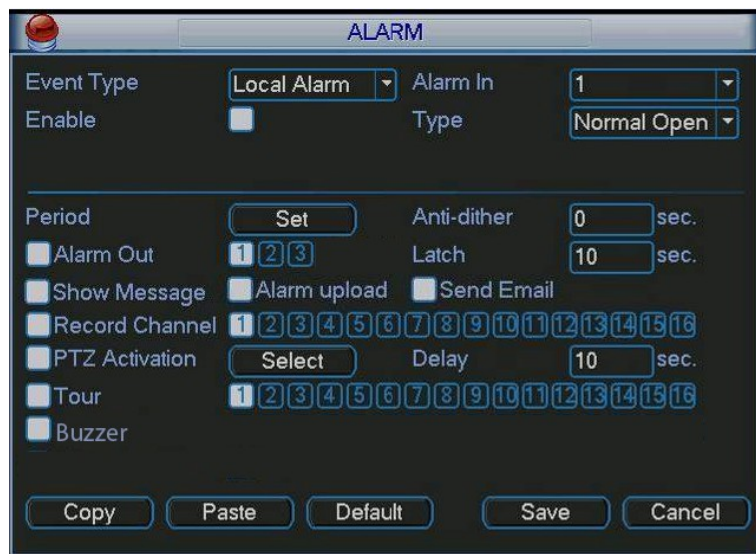 ALARM
Event Type Local Alarm Alarm In 1
Enable Type Normal Open
Period Set Anti-dither 0 sec.
Alarm Out 1 2 3 Latch 10 sec.
Show Message Alarm upload Send Email
Record Channel 1 2 3 4 5 6 7 8 9 10 11 12 13 14 15 16
PTZ Activation Select Delay 10 sec.
Tour 1 2 3 4 5 6 7 8 9 10 11 12 13 14 15 16
Buzzer
Copy Paste Default Save Cancel